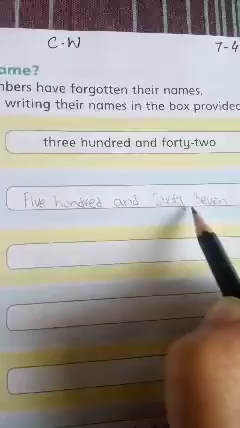 C.W
7-4
ame?
nbers have forgotten their names.
writing their names in the box provided
three hundred and forty-two
Five hundred and Sixty Seven